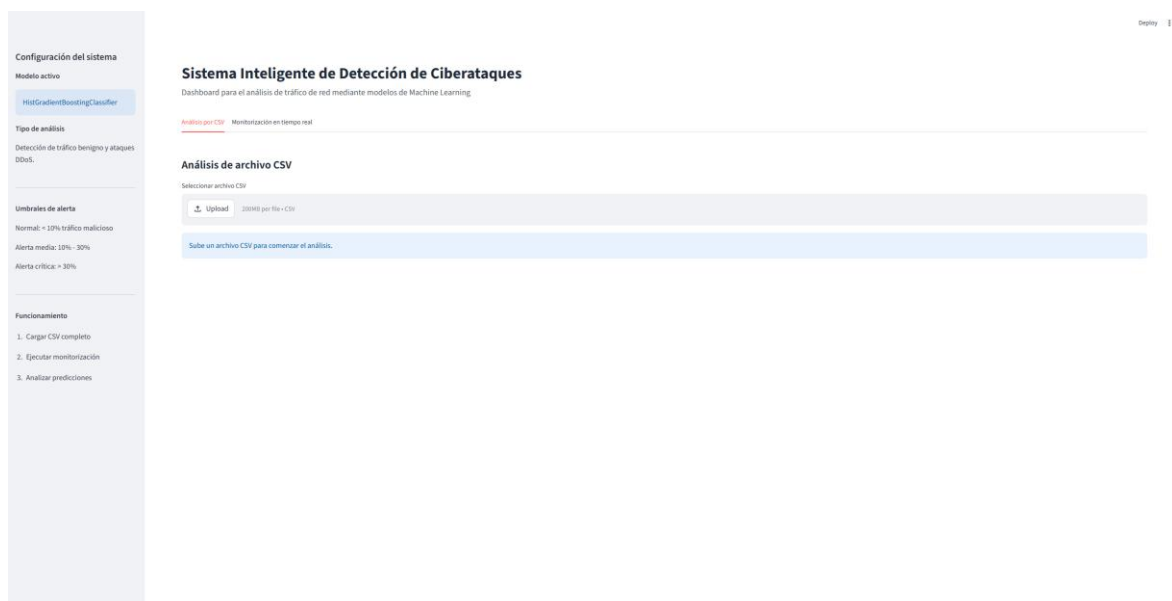 Deploy
Configuración del sistema
Modelo activo
HistGradientBoostingClassifier
Tipo de análisis
Detección de tráfico benigno y ataques
DDoS.
Umbrales de alerta
Normal: < 10% tráfico malicioso
Alerta media: 10% - 30%
Alerta crítica: > 30%
Funcionamiento
1. Cargar CSV completo
2. Ejecutar monitorización
3. Analizar predicciones
Sistema Inteligente de Detección de Ciberataques
Dashboard para el análisis de tráfico de red mediante modelos de Machine Learning
Análisis por CSV Monitorización en tiempo real
Análisis de archivo CSV
Seleccionar archivo CSV
Upload 200MB per file • CSV
Sube un archivo CSV para comenzar el análisis.